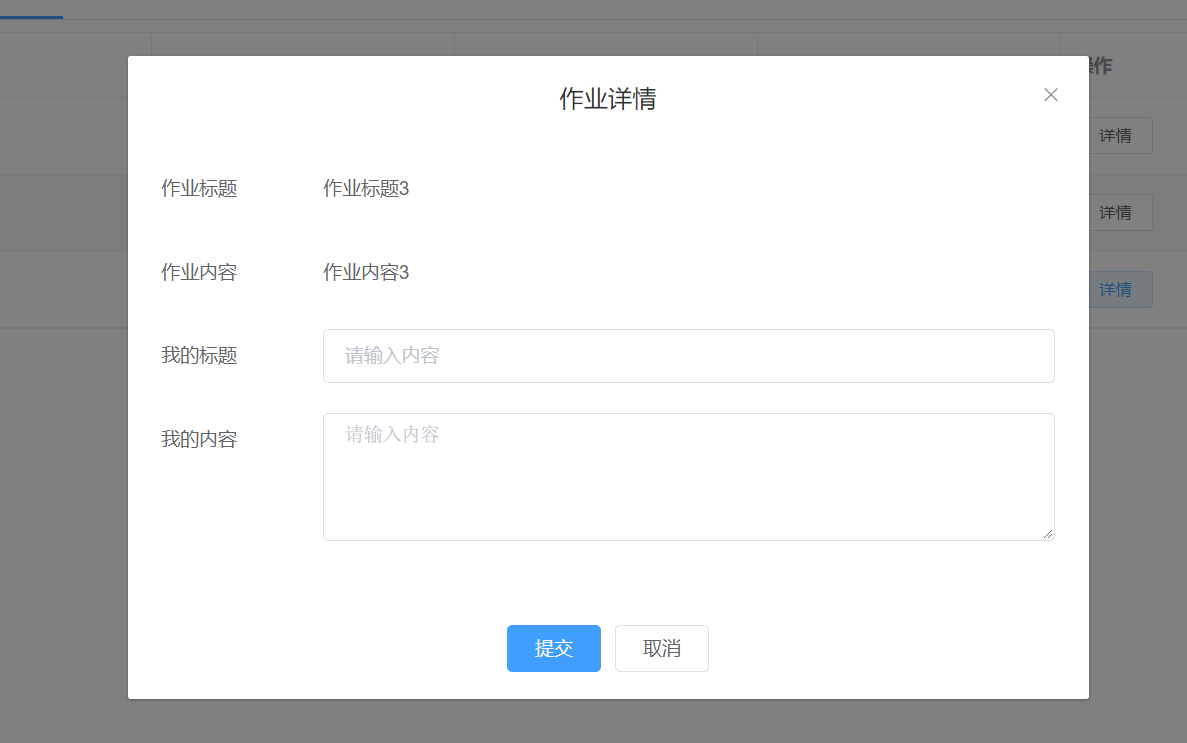 作业详情
操作
详情
作业标题 作业标题3
详情
作业内容 作业内容3
详情
我的标题 请输入内容
我的内容 请输入内容
提交 取消